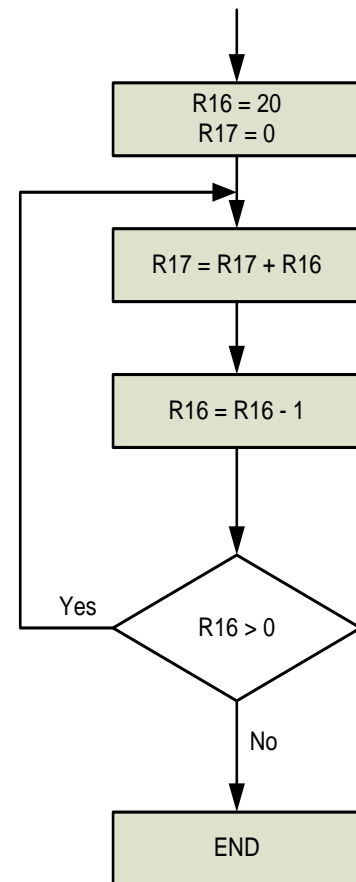 R16 = 20
R17 = 0
R17 = R17 + R16
R16 = R16 - 1
R16 > 0
Yes
No
END